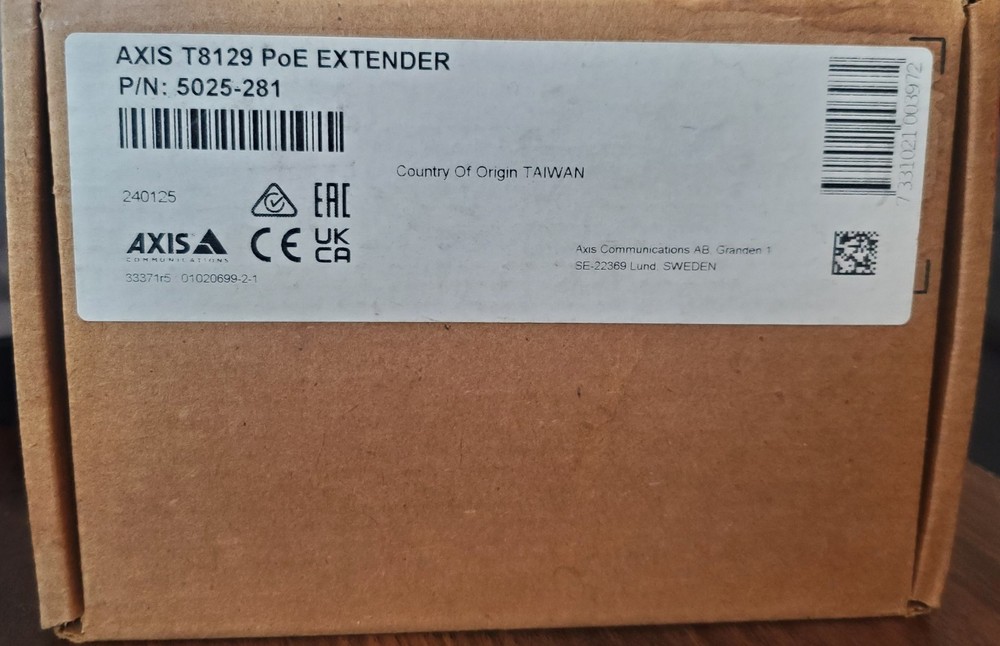 AXIS T8129 PoE EXTENDER
P/N: 5025-281
7 331021 003972
Country Of Origin TAIWAN
240125
EAC
AXIS
COMMUNICATIONS
CE
UK
CA
Axis Communications AB, Granden 1
SE-22369 Lund, SWEDEN
33371r5 01020699-2-1